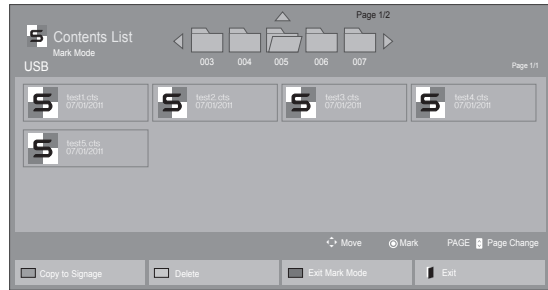 Page 1/2
Contents List
Mark Mode
USB
003 004 005 006 007
Page 1/1
test1.cts
07/01/2011
test2.cts
07/01/2011
test3.cts
07/01/2011
test4.cts
07/01/2011
test5.cts
07/01/2011
Move
Mark
PAGE Page Change
Copy to Signage
Delete
Exit Mark Mode
Exit